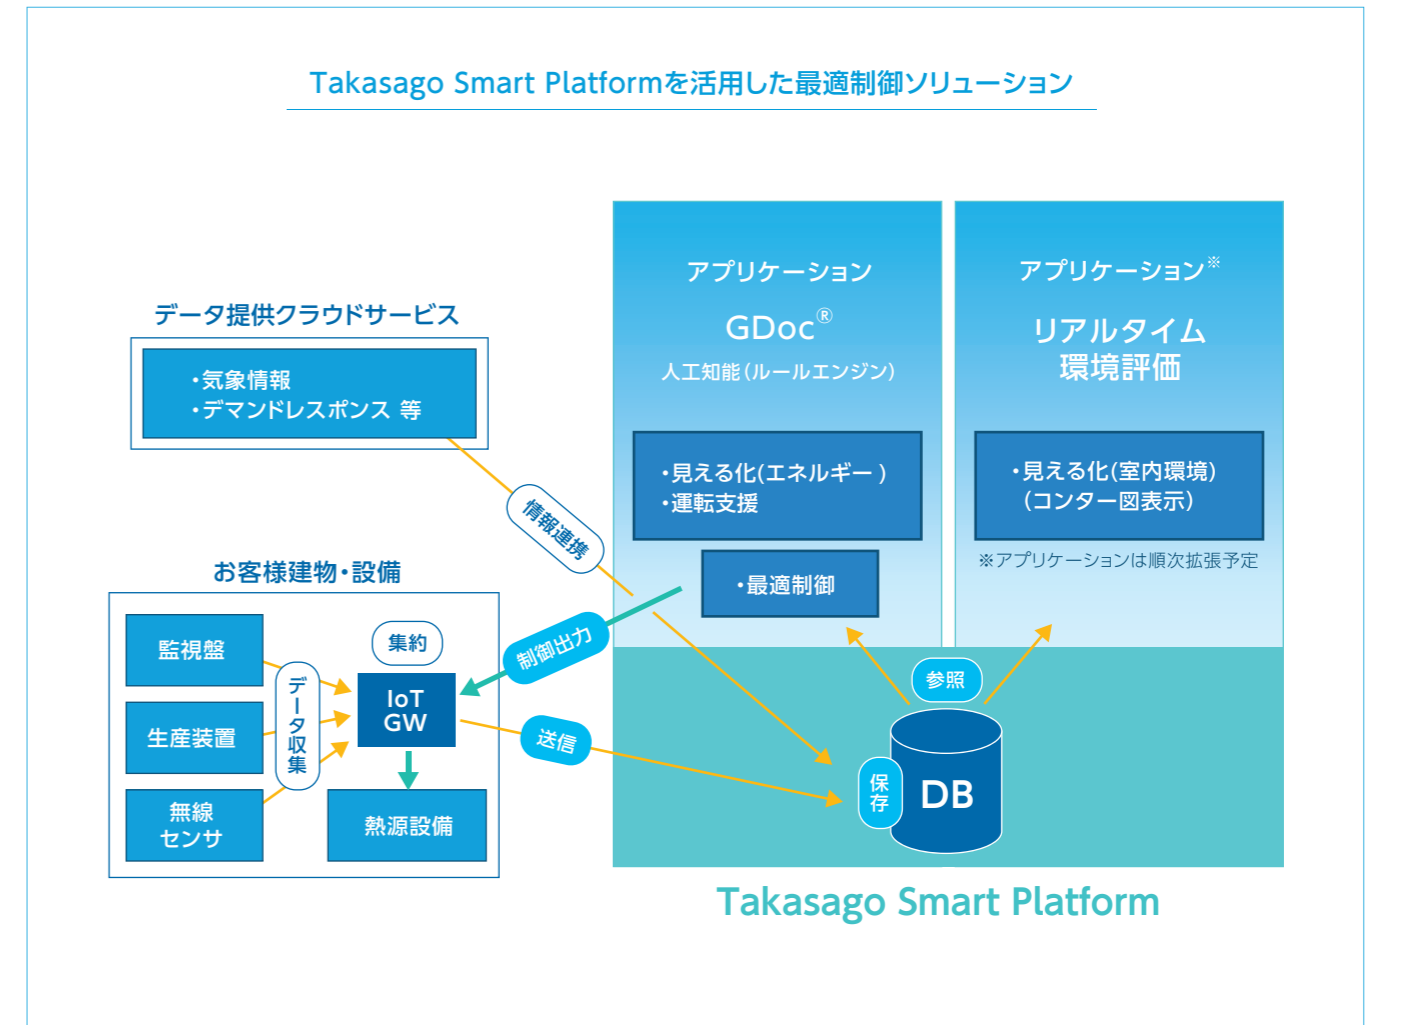 Takasago Smart Platformを活用した最適制御ソリューション
データ提供クラウドサービス
・気象情報
・デマンドレスポンス 等
情報連携
お客様建物・設備
監視盤
生産装置
無線
センサ
データ収集
集約
IoT
GW
熱源設備
制御出力
送信
アプリケーション
GDoc®
人工知能（ルールエンジン）
・見える化(エネルギー )
・運転支援
・最適制御
アプリケーション※
リアルタイム
環境評価
・見える化(室内環境)
（コンター図表示）
※アプリケーションは順次拡張予定
参照
保存
DB
Takasago Smart Platform